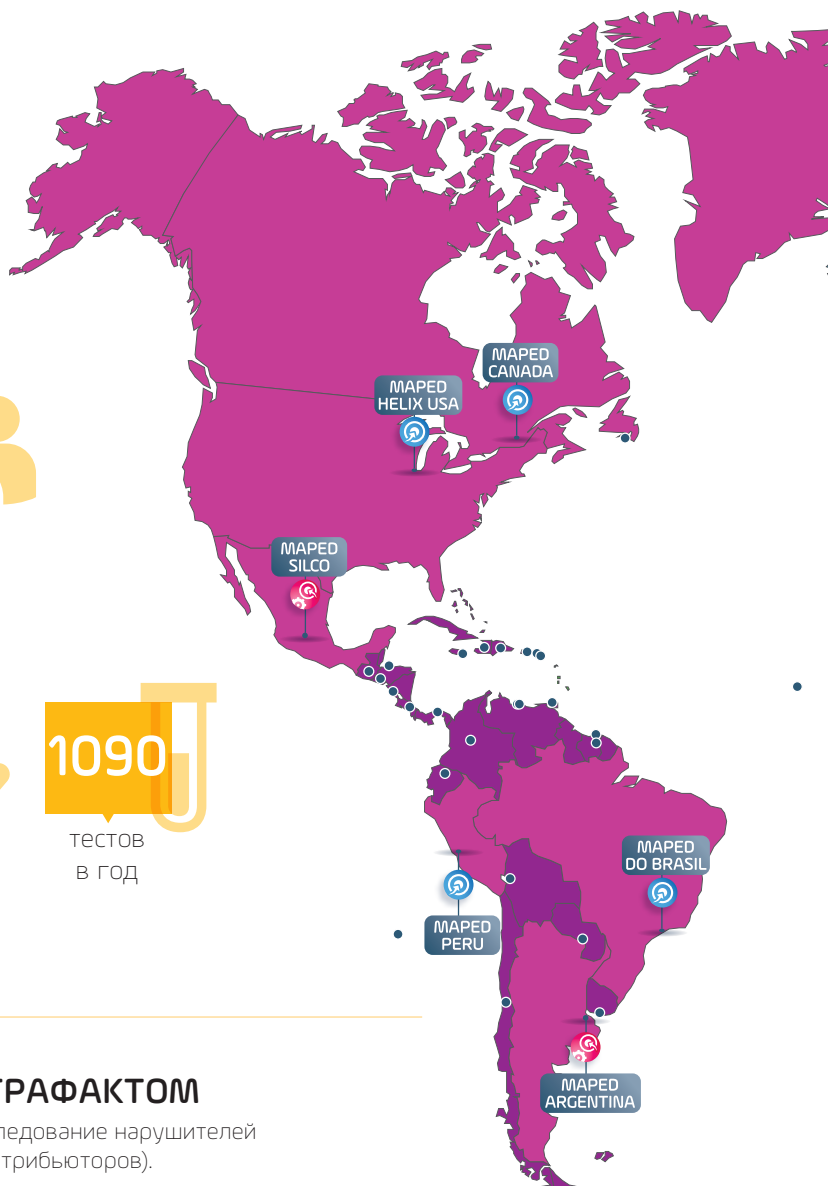 MAPED
CANADA
MAPED
HELIX USA
MAPED
SILCO
1090
тестов
в год
MAPED
DO BRASIL
MAPED
PERU
MAPED
ARGENTINA
ТРАФАКТОМ
ледование нарушителей
трибьюторов).